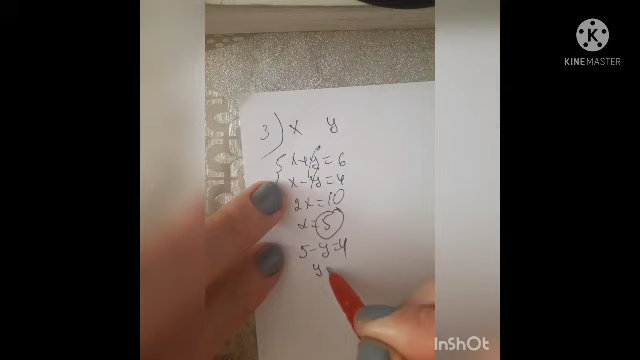 K
KINEMASTER
3) x y
x+y=6
x-y=4
2x=10
x=5
5-y=4
y
InShOt